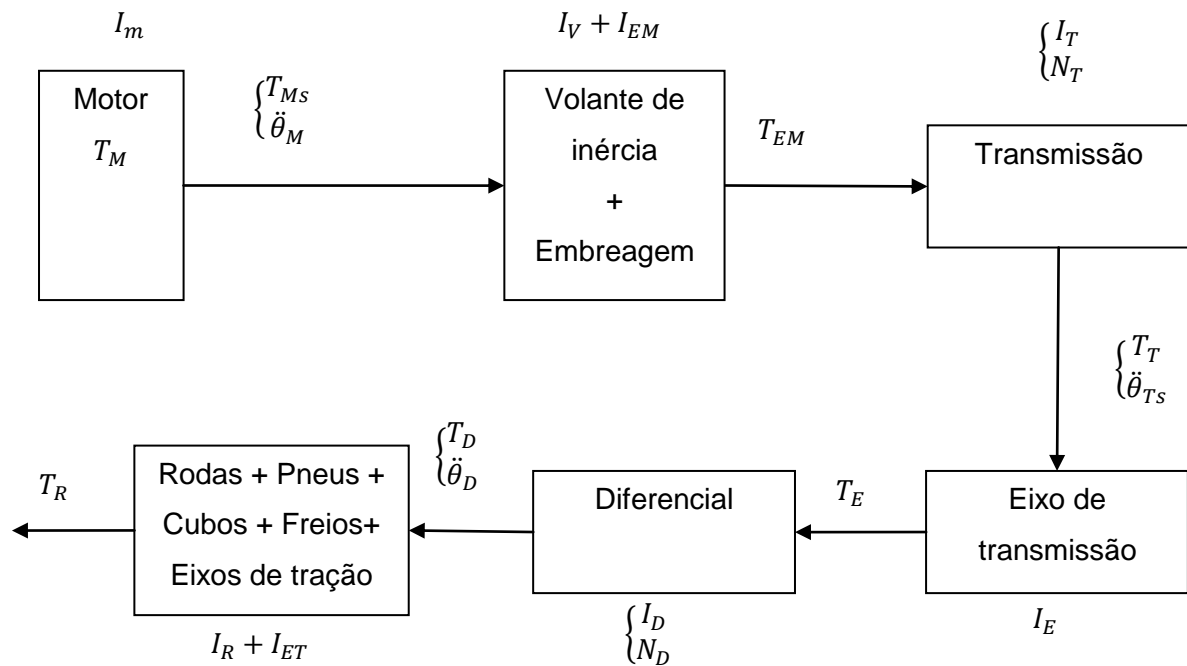 I_m
I_V + I_EM
{I_T
N_T
Motor
T_M
{T_Ms
θ̈_M
Volante de
inércia
+
Embreagem
T_EM
Transmissão
{T_T
θ̈_Ts
T_R
Rodas + Pneus +
Cubos + Freios+
Eixos de tração
{T_D
θ̈_D
Diferencial
T_E
Eixo de
transmissão
I_R + I_ET
{I_D
N_D
I_E